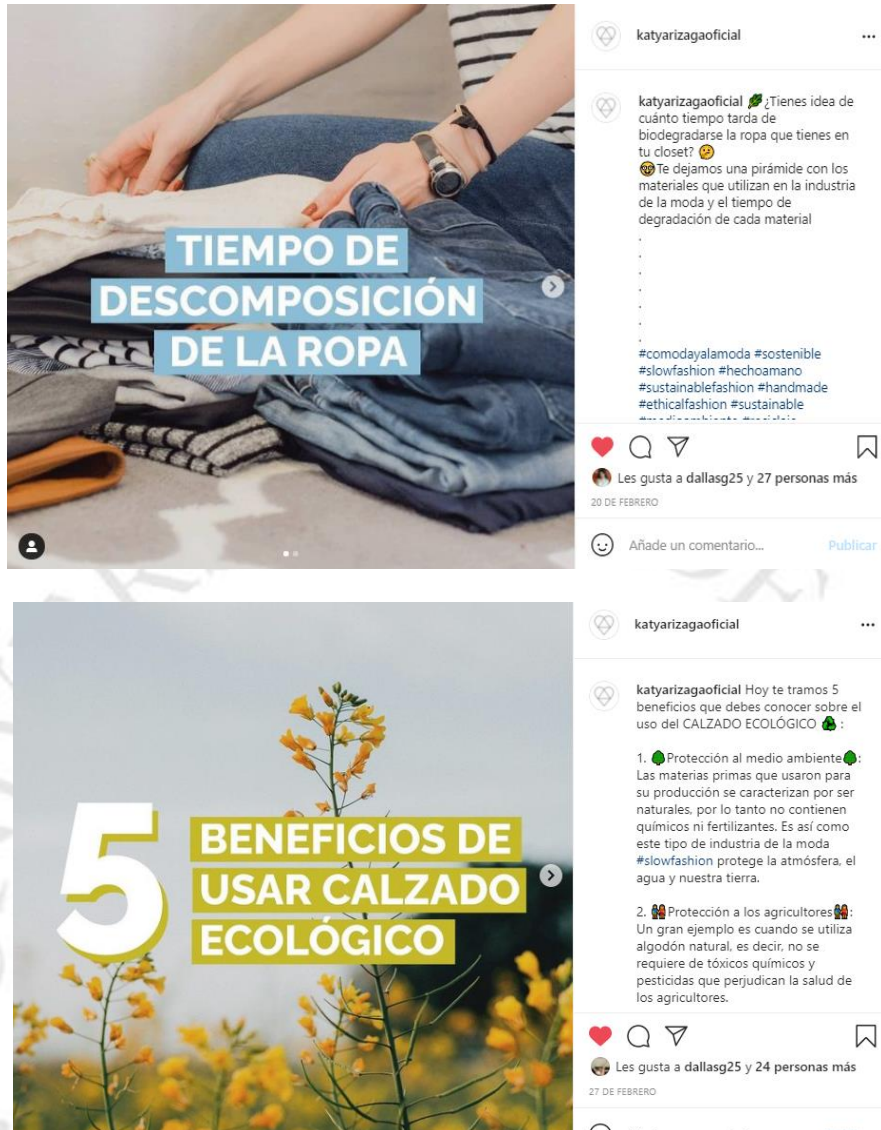 katyarizagaoficial
TIEMPO DE
DESCOMPOSICIÓN
DE LA ROPA
katyarizagaoficial 🌿¿Tienes idea de
cuánto tiempo tarda de
biodegradarse la ropa que tienes en
tu closet? 🤔
🤓Te dejamos una pirámide con los
materiales que utilizan en la industria
de la moda y el tiempo de
degradación de cada material
.
.
.
.
.
.
.
#comodayalamoda #sostenible
#slowfashion #hechoamano
#sustainablefashion #handmade
#ethicalfashion #sustainable
#medioambiente #reciclaje
Les gusta a dallasg25 y 27 personas más
20 DE FEBRERO
Añade un comentario... Publicar
katyarizagaoficial
5
BENEFICIOS DE
USAR CALZADO
ECOLÓGICO
katyarizagaoficial Hoy te tramos 5
beneficios que debes conocer sobre el
uso del CALZADO ECOLÓGICO ♻ :
1. 🌳Protección al medio ambiente🌳:
Las materias primas que usaron para
su producción se caracterizan por ser
naturales, por lo tanto no contienen
químicos ni fertilizantes. Es así como
este tipo de industria de la moda
#slowfashion protege la atmósfera, el
agua y nuestra tierra.
2. 👫Protección a los agricultores👫:
Un gran ejemplo es cuando se utiliza
algodón natural, es decir, no se
requiere de tóxicos químicos y
pesticidas que perjudican la salud de
los agricultores.
Les gusta a dallasg25 y 24 personas más
27 DE FEBRERO